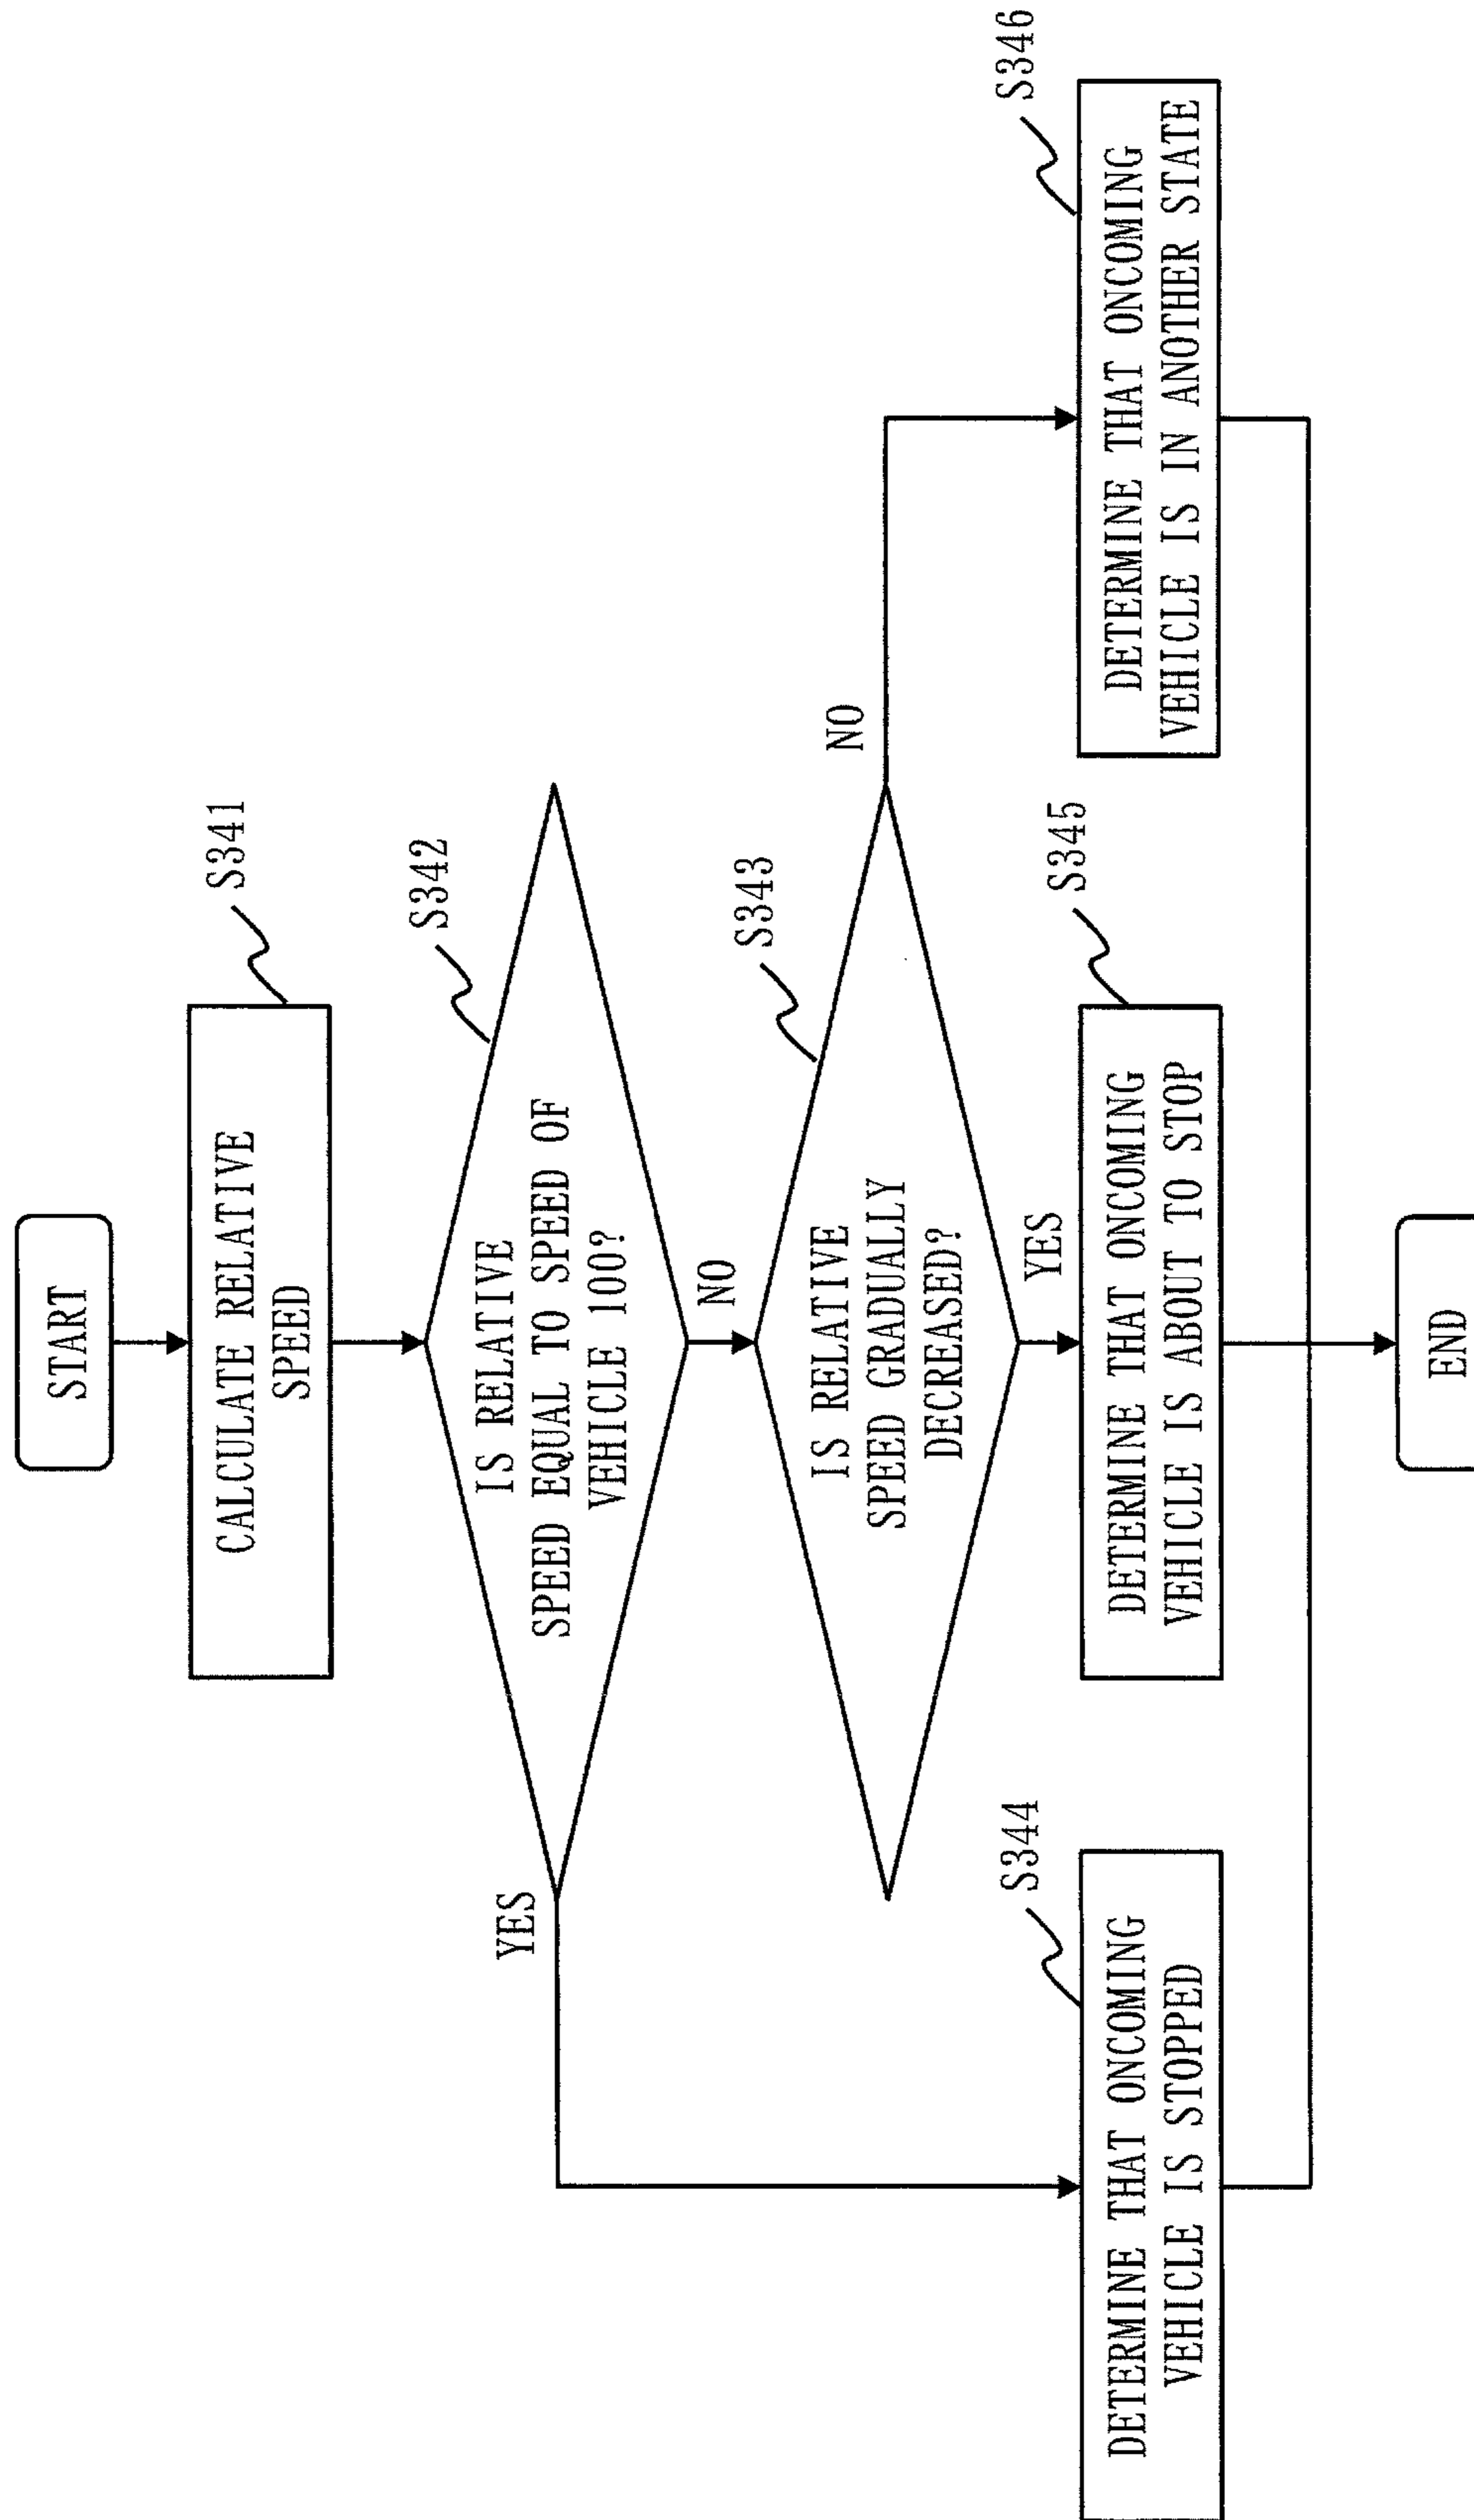 START
S341
CALCULATE RELATIVE
SPEED
S342
IS RELATIVE
SPEED EQUAL TO SPEED OF
VEHICLE 100?
YES
NO
S343
IS RELATIVE
SPEED GRADUALLY
DECREASED?
NO
YES
S344
DETERMINE THAT ONCOMING
VEHICLE IS STOPPED
S345
DETERMINE THAT ONCOMING
VEHICLE IS ABOUT TO STOP
S346
DETERMINE THAT ONCOMING
VEHICLE IS IN ANOTHER STATE
END